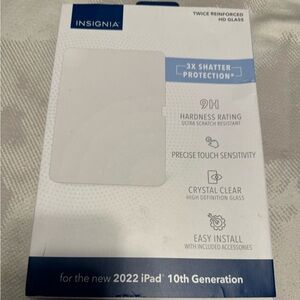 INSIGNIA
TWICE REINFORCED
HD GLASS
3X SHATTER
PROTECTION*
9H
HARDNESS RATING
ULTRA SCRATCH RESISTANT
PRECISE TOUCH SENSITIVITY
CRYSTAL CLEAR
HIGH DEFINITION GLASS
EASY INSTALL
WITH INCLUDED ACCESSORIES
for the new 2022 iPad® 10th Generation